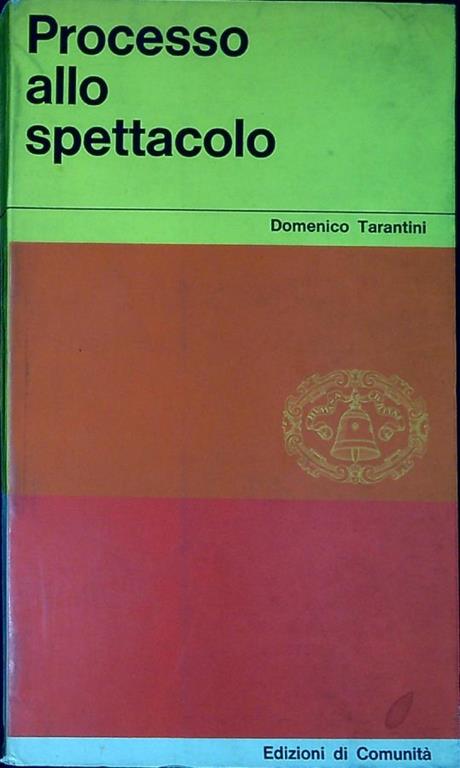 Processo
allo
spettacolo
Domenico Tarantini
Edizioni di Comunità